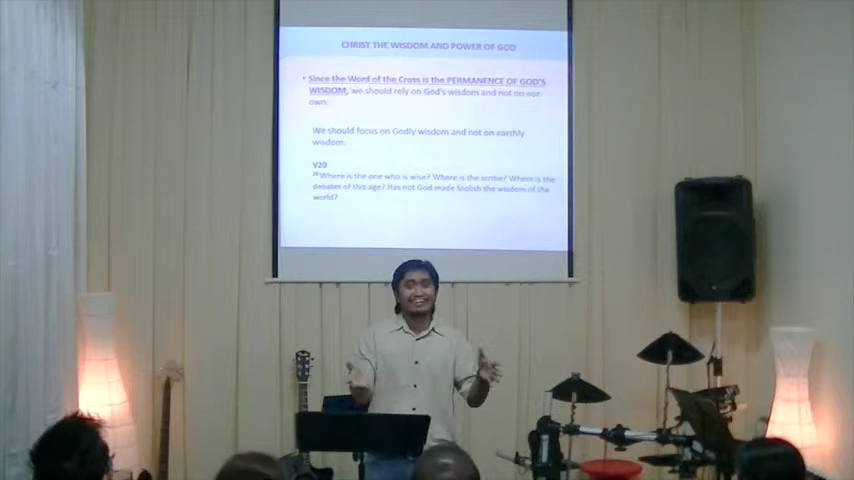 CHRIST THE WISDOM AND POWER OF GOD
• Since the Word of the Cross is the PERMANENCE OF GOD'S
WISDOM, we should rely on God's wisdom and not on our
own.
We should focus on Godly wisdom and not on earthly
wisdom:
V20
20 Where is the one who is wise? Where is the scribe? Where is the
debater of this age? Has not God made foolish the wisdom of the
world?